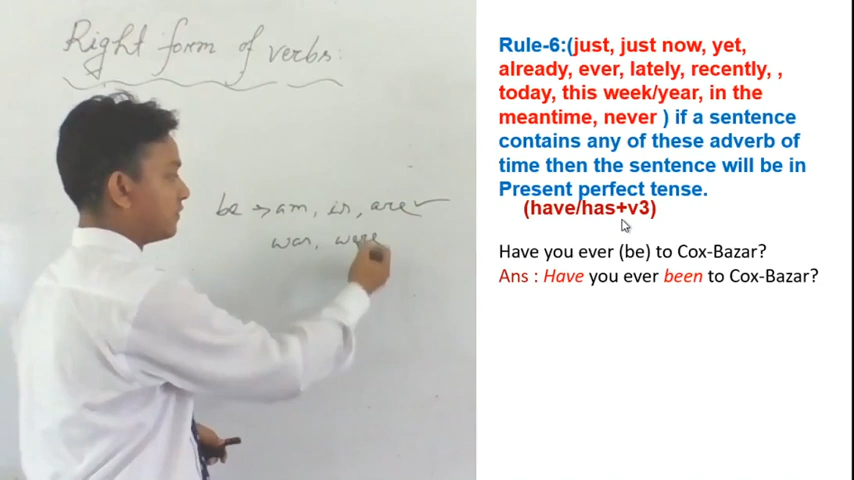 Right form of verbs:
be → am, is, are
was, were
Rule-6:(just, just now, yet,
already, ever, lately, recently, ,
today, this week/year, in the
meantime, never ) if a sentence
contains any of these adverb of
time then the sentence will be in
Present perfect tense.
(have/has+v3)
Have you ever (be) to Cox-Bazar?
Ans : Have you ever been to Cox-Bazar?